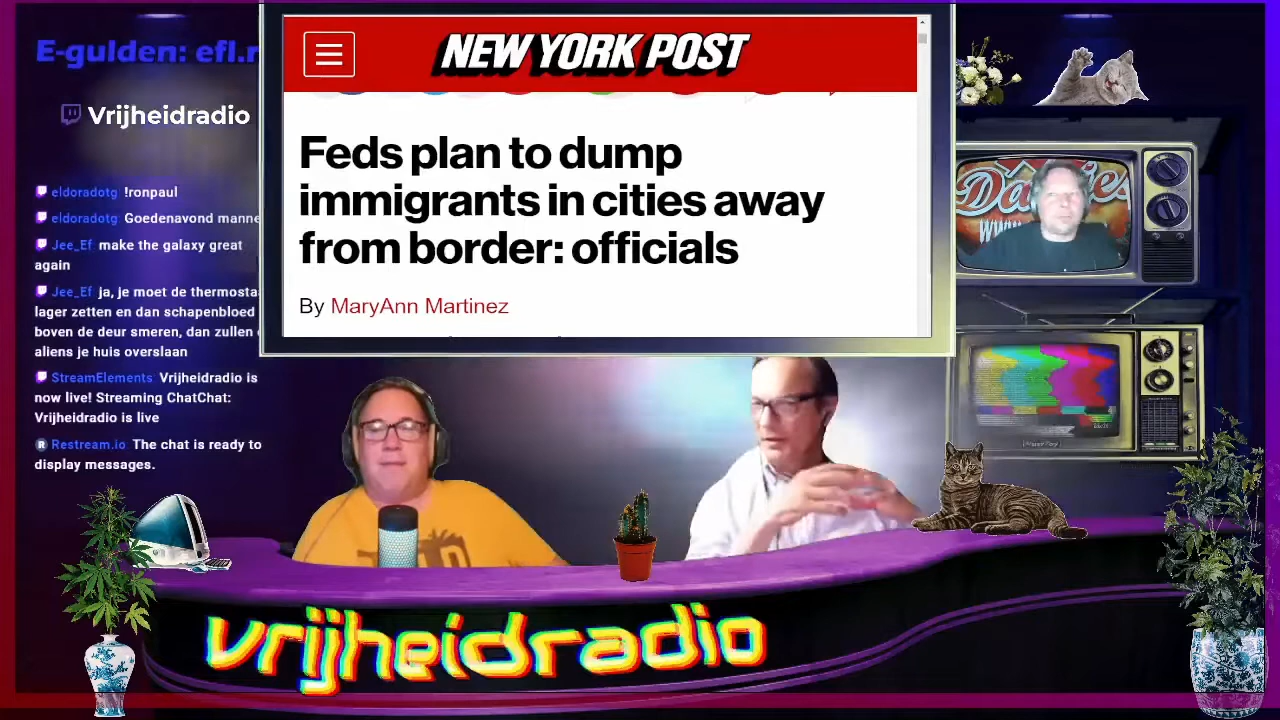 E-gulden: efl.
Vrijheidradio
eldoradotg !ronpaul
eldoradotg Goedenavond manne
Jee_Ef: make the galaxy great
again
Jee_Ef ja, je moet de thermosta
lager zetten en dan schapenbloed
boven de deur smeren, dan zullen
aliens je huis overslaan
StreamElements: Vrijheidradio is
now live! Streaming ChatChat:
Vrijheidradio is live
R Restream.io The chat is ready to
display messages.
NEW YORK POST
Feds plan to dump
immigrants in cities away
from border: officials
By MaryAnn Martinez
vrijheidradio